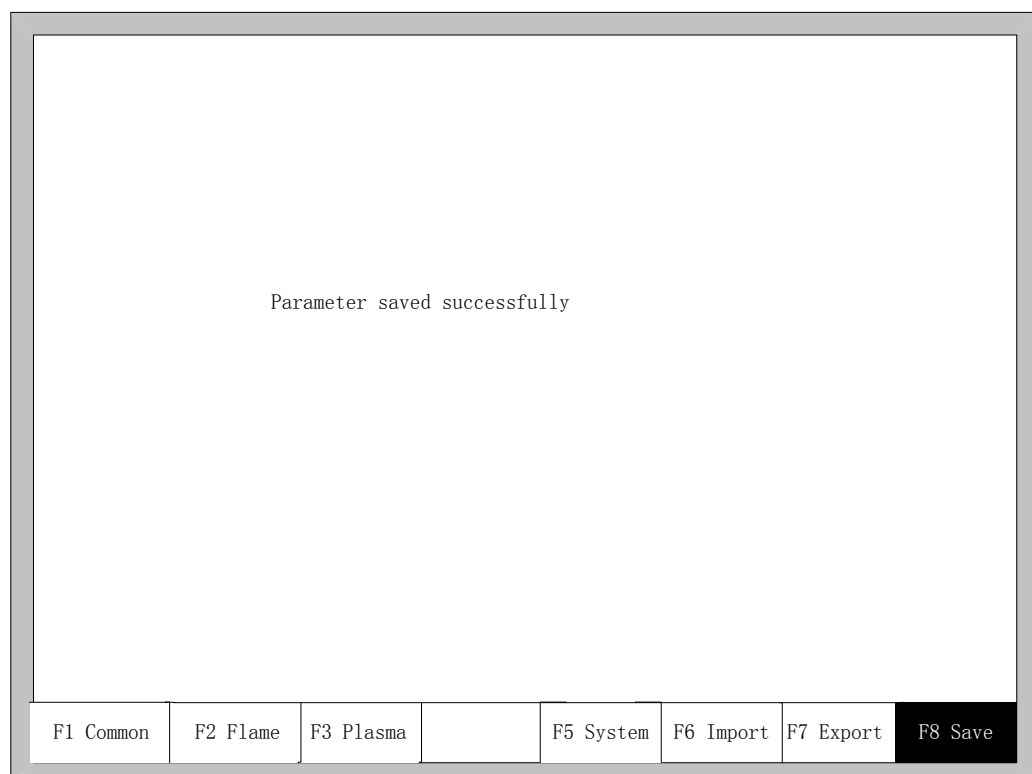 Parameter saved successfully
F1 Common F2 Flame F3 Plasma F5 System F6 Import F7 Export F8 Save